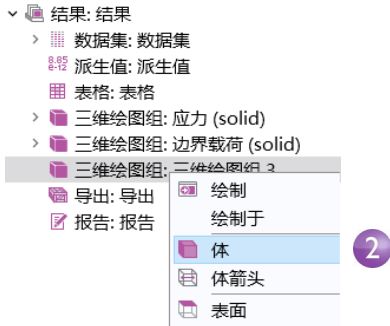 结果: 结果
数据集: 数据集
8.85
e-12
派生值: 派生值
表格: 表格
三维绘图组: 应力 (solid)
三维绘图组: 边界载荷 (solid)
三维绘图组: 三维绘图组 3
导出: 导出
报告: 报告
绘制
绘制于
体
2
体箭头
表面